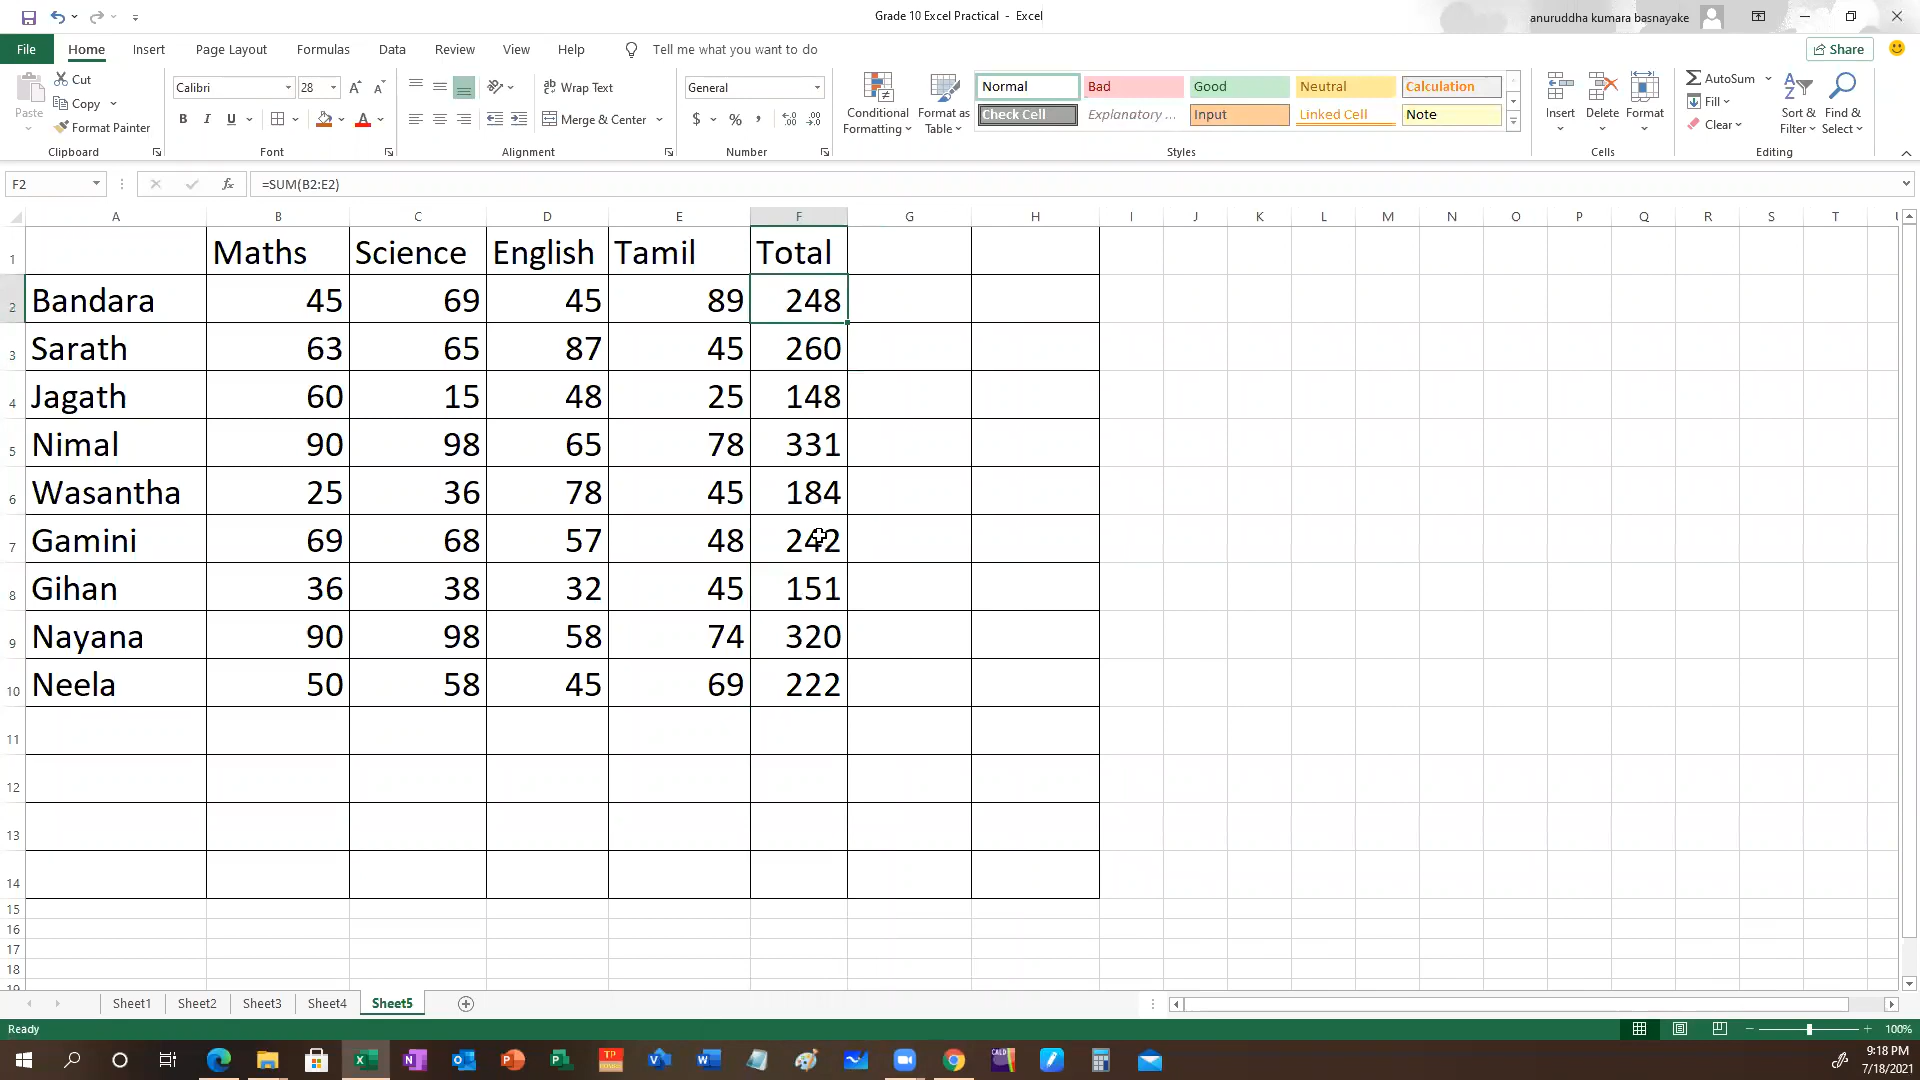 Grade 10 Excel Practical - Excel
anuruddha kumara basnayake
File Home Insert Page Layout Formulas Data Review View Help Tell me what you want to do Share
Cut
Copy
Format Painter
Paste
Clipboard
Calibri 28
B I U
Font
Wrap Text
Merge & Center
Alignment
General
$ % ,
Number
Conditional Formatting
Format as Table
Normal Bad Good Neutral Calculation
Check Cell Explanatory ... Input Linked Cell Note
Styles
Insert Delete Format
Cells
AutoSum
Fill
Clear
Sort & Filter
Find & Select
Editing
F2 fx =SUM(B2:E2)
A B C D E F G H I J K L M N O P Q R S T
1 Maths Science English Tamil Total
2 Bandara 45 69 45 89 248
3 Sarath 63 65 87 45 260
4 Jagath 60 15 48 25 148
5 Nimal 90 98 65 78 331
6 Wasantha 25 36 78 45 184
7 Gamini 69 68 57 48 242
8 Gihan 36 38 32 45 151
9 Nayana 90 98 58 74 320
10 Neela 50 58 45 69 222
11
12
13
14
15
16
17
18
Sheet1 Sheet2 Sheet3 Sheet4 Sheet5
Ready
100%
9:18 PM
7/18/2021